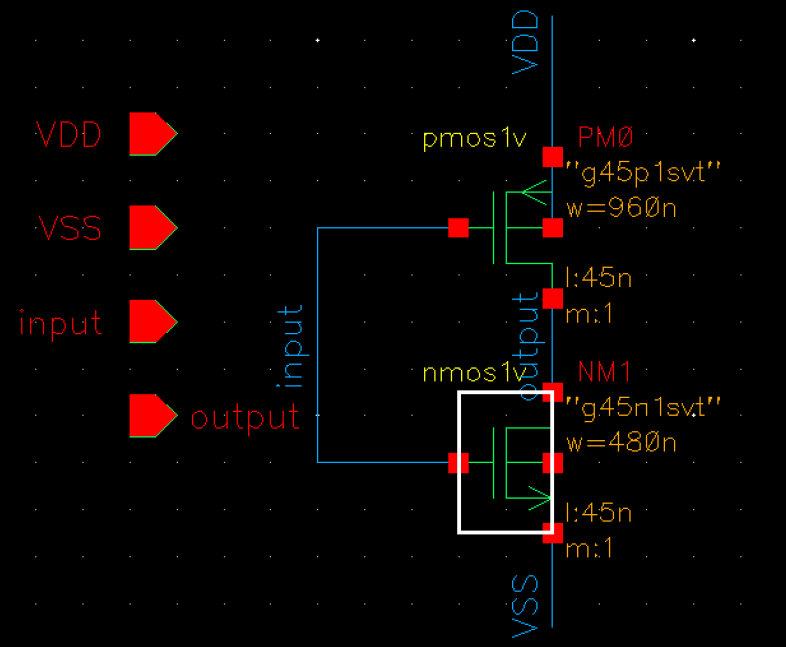 VDD
VSS
input
output
input
VDD
pmos1v
PM0
"g45p1svt"
w=960n
l:45n
m:1
output
nmos1v
NM1
"g45n1svt"
w=480n
l:45n
m:1
VSS